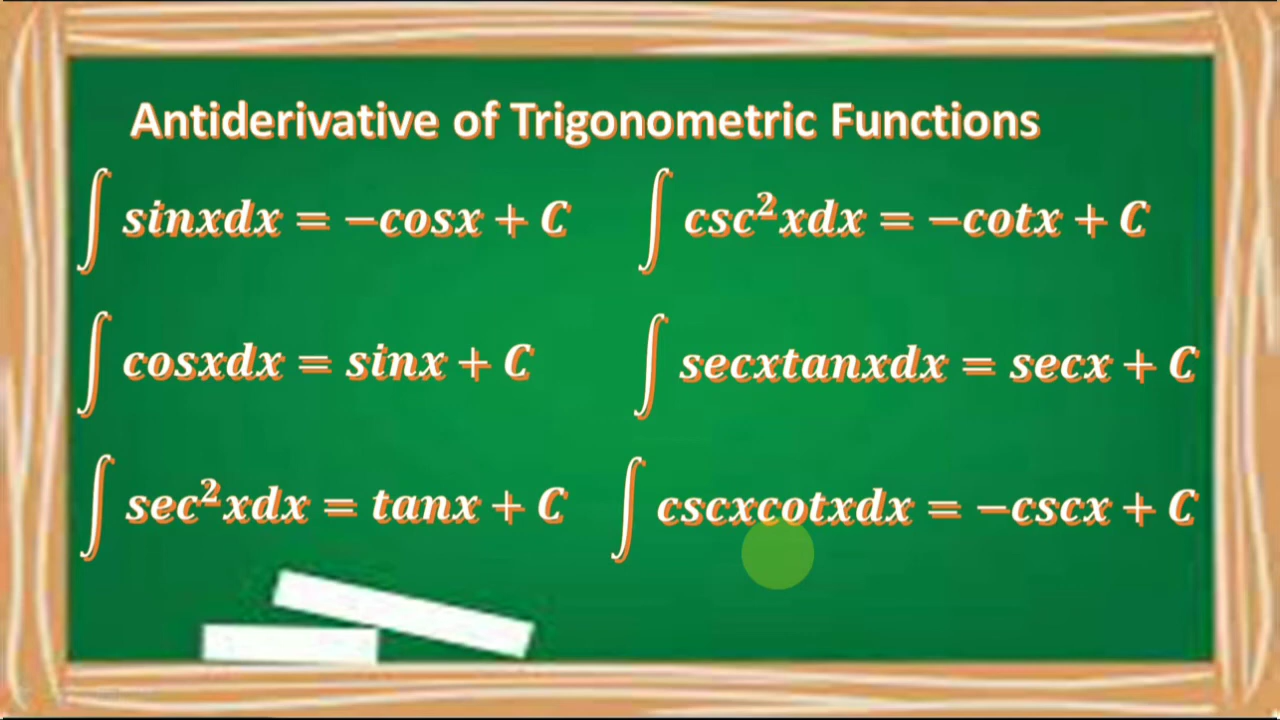 Antiderivative of Trigonometric Functions
∫ sinxdx = −cosx + C
∫ cosxdx = sinx + C
∫ sec²xdx = tanx + C
∫ csc²xdx = −cotx + C
∫ secxtanxdx = secx + C
∫ cscxcotxdx = −cscx + C